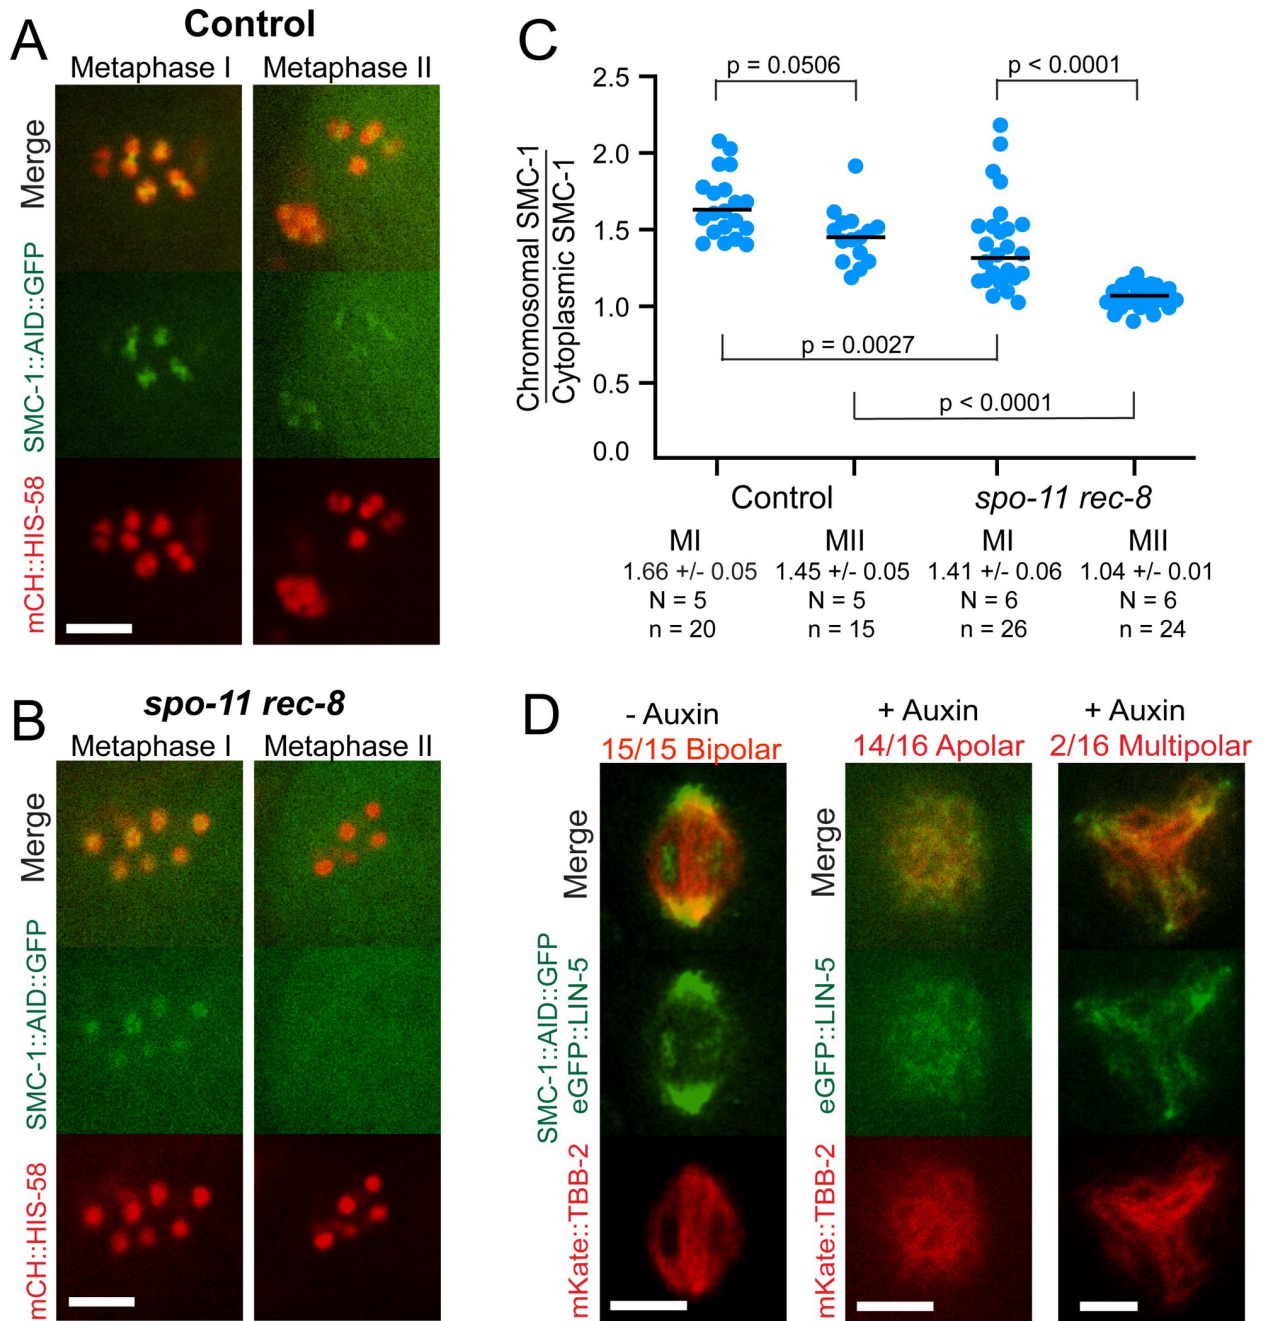 A
Control
Metaphase I
Metaphase II
Merge
SMC-1::AID::GFP
mCH::HIS-58
B
spo-11 rec-8
Metaphase I
Metaphase II
Merge
SMC-1::AID::GFP
mCH::HIS-58
C
p = 0.0506
p < 0.0001
2.5
2.0
1.5
1.0
0.5
0.0
Chromosomal SMC-1
Cytoplasmic SMC-1
p = 0.0027
p < 0.0001
Control
spo-11 rec-8
MI
MII
MI
MII
1.66 +/- 0.05
1.45 +/- 0.05
1.41 +/- 0.06
1.04 +/- 0.01
N = 5
N = 5
N = 6
N = 6
n = 20
n = 15
n = 26
n = 24
D
- Auxin
15/15 Bipolar
+ Auxin
14/16 Apolar
+ Auxin
2/16 Multipolar
Merge
SMC-1::AID::GFP
eGFP::LIN-5
mKate::TBB-2
Merge
eGFP::LIN-5
mKate::TBB-2